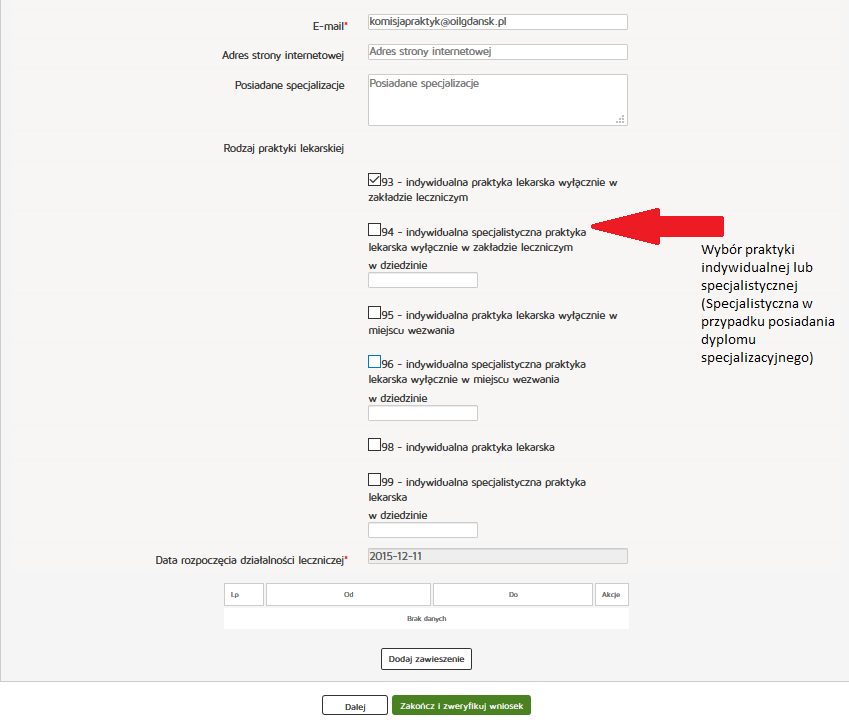 E-mail* komisjapraktyk@oilgdansk.pl
Adres strony internetowej Adres strony internetowej
Posiadane specjalizacje Posiadane specjalizacje
Rodzaj praktyki lekarskiej
93 - indywidualna praktyka lekarska wyłącznie w
zakładzie leczniczym
94 - indywidualna specjalistyczna praktyka
lekarska wyłącznie w zakładzie leczniczym
w dziedzinie
Wybór praktyki
indywidualnej lub
specjalistycznej
(Specjalistyczna w
przypadku posiadania
dyplomu
specjalizacyjnego)
95 - indywidualna praktyka lekarska wyłącznie w
miejscu wezwania
96 - indywidualna specjalistyczna praktyka
lekarska wyłącznie w miejscu wezwania
w dziedzinie
98 - indywidualna praktyka lekarska
99 - indywidualna specjalistyczna praktyka
lekarska
w dziedzinie
Data rozpoczęcia działalności leczniczej* 2015-12-11
Lp Od Do Akcje
Brak danych
Dodaj zawieszenie
Dalej Zakończ i zweryfikuj wniosek